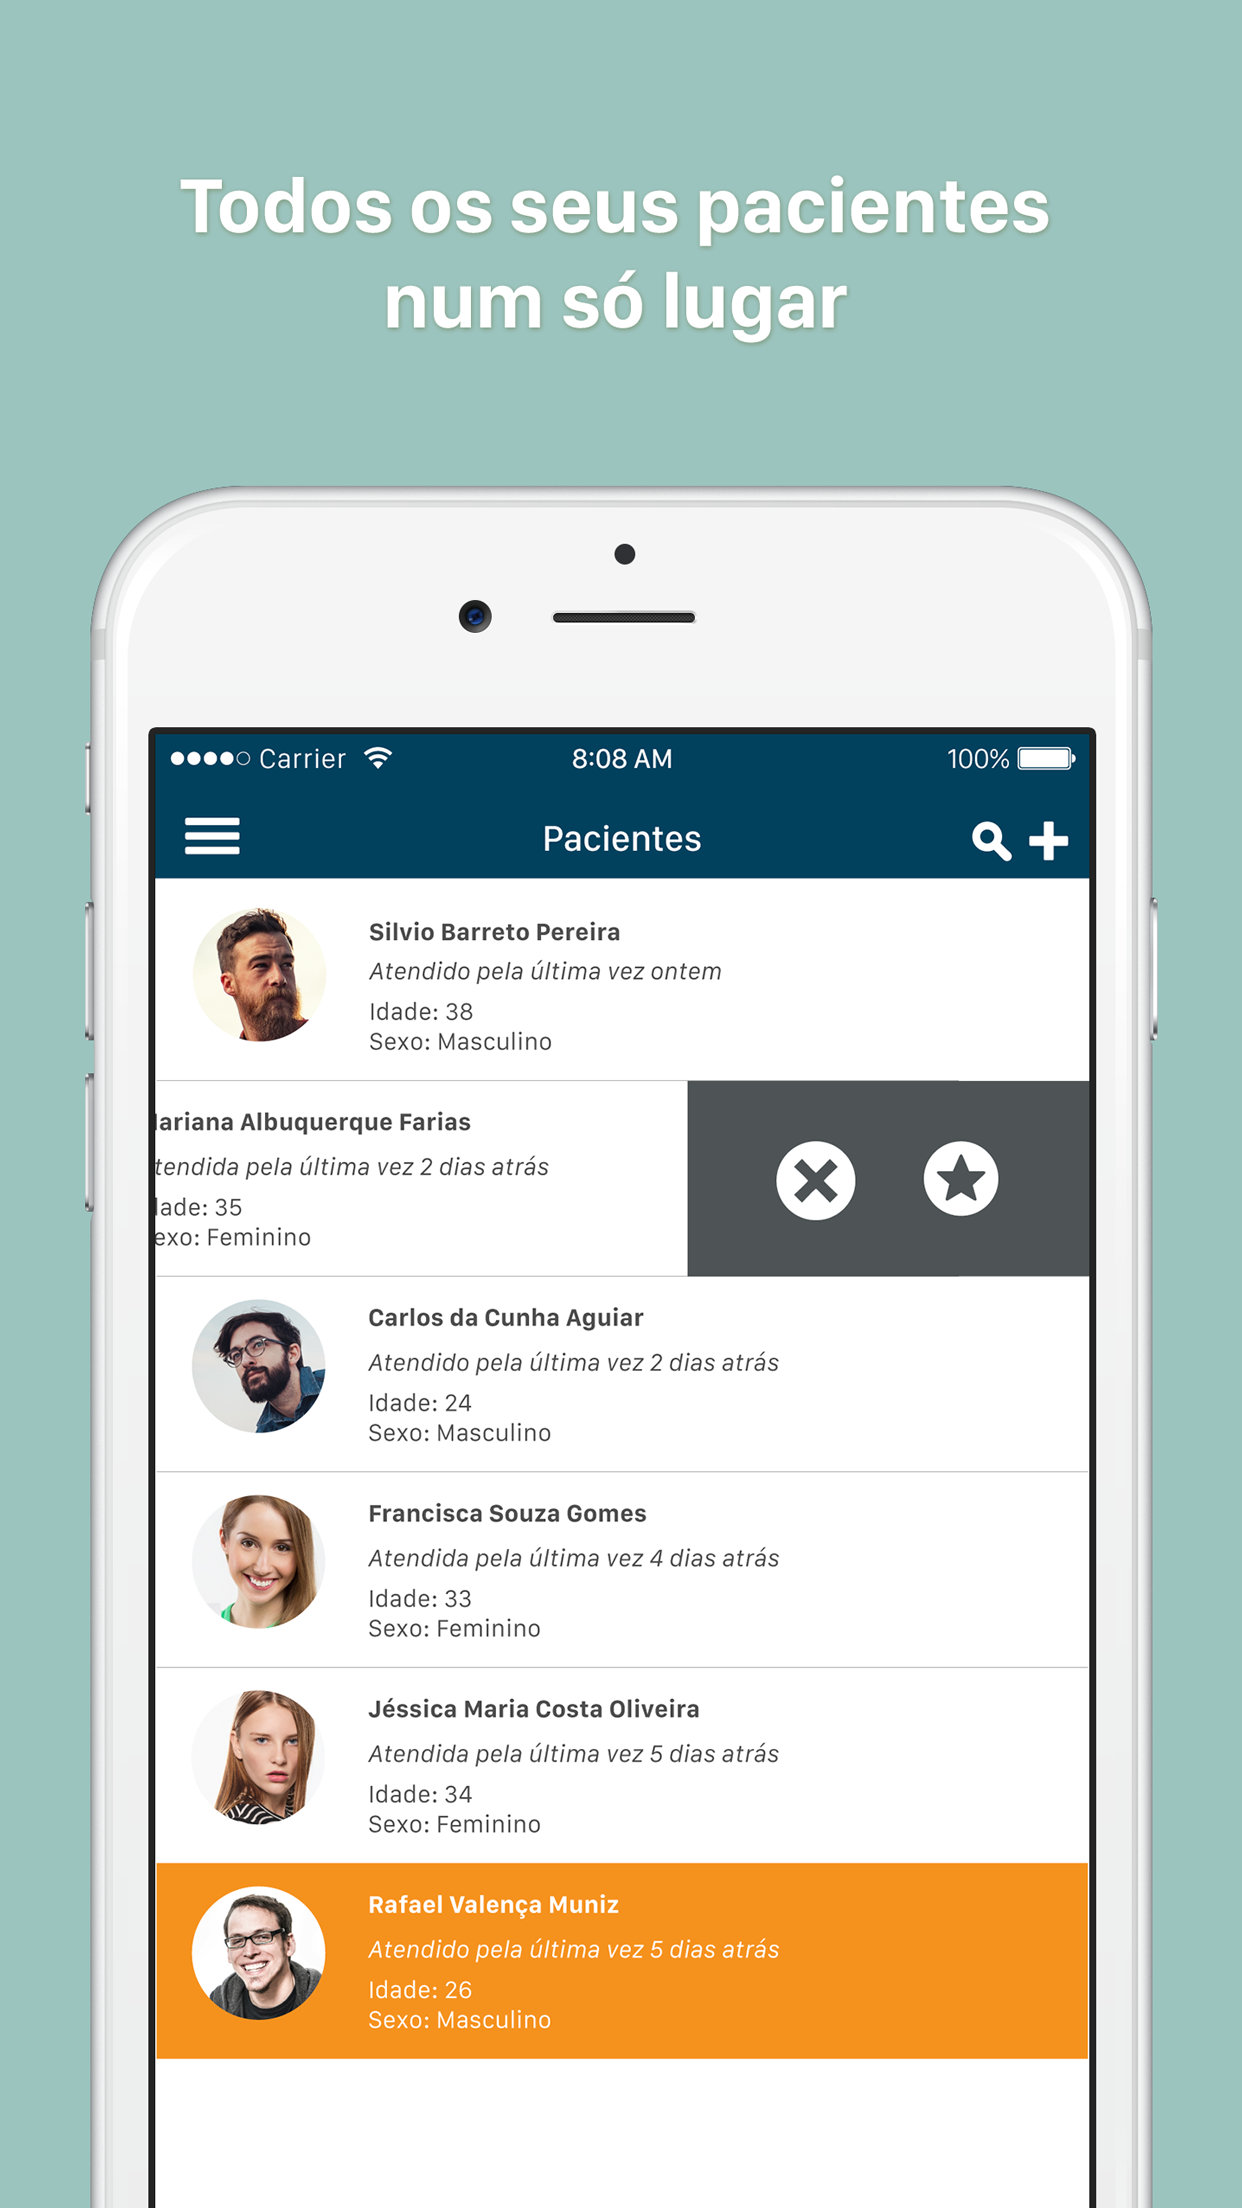 Todos os seus pacientes
num só lugar
Carrier 8:08 AM 100%
Pacientes
Silvio Barreto Pereira
Atendido pela última vez ontem
Idade: 38
Sexo: Masculino
ariana Albuquerque Farias
tendida pela última vez 2 dias atrás
dade: 35
exo: Feminino
Carlos da Cunha Aguiar
Atendido pela última vez 2 dias atrás
Idade: 24
Sexo: Masculino
Francisca Souza Gomes
Atendida pela última vez 4 dias atrás
Idade: 33
Sexo: Feminino
Jéssica Maria Costa Oliveira
Atendida pela última vez 5 dias atrás
Idade: 34
Sexo: Feminino
Rafael Valença Muniz
Atendido pela última vez 5 dias atrás
Idade: 26
Sexo: Masculino